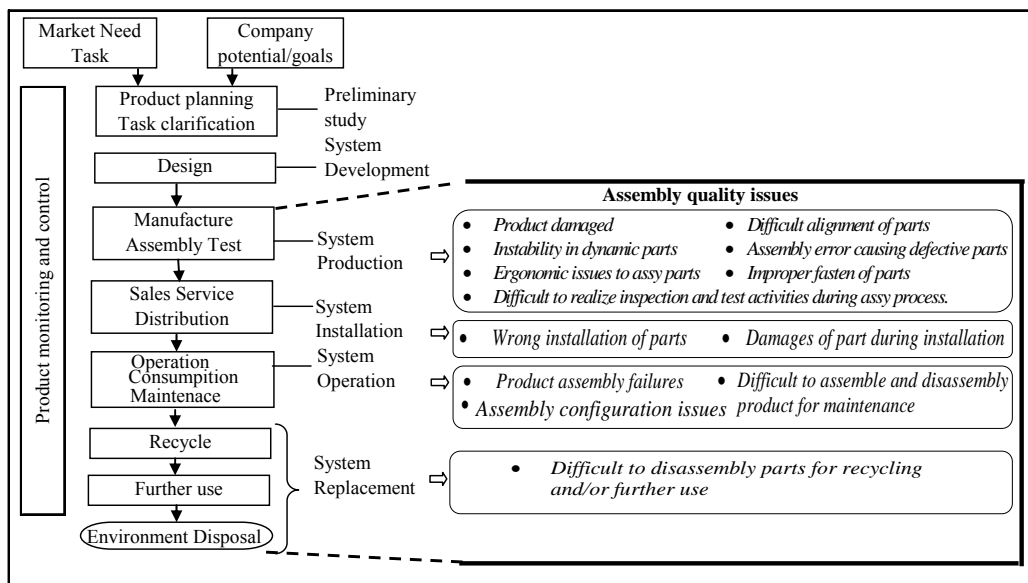 Market Need
Task
Company
potential/goals
Product monitoring and control
Product planning
Task clarification
Preliminary
study
Design
System
Development
Manufacture
Assembly Test
System
Production
Sales Service
Distribution
System
Installation
Operation
Consumpition
Maintenace
System
Operation
Recycle
Further use
Environment Disposal
System
Replacement
Assembly quality issues
• Product damaged
• Difficult alignment of parts
• Instability in dynamic parts
• Assembly error causing defective parts
• Ergonomic issues to assy parts
• Improper fasten of parts
• Difficult to realize inspection and test activities during assy process.
• Wrong installation of parts
• Damages of part during installation
• Product assembly failures
• Difficult to assemble and disassembly
product for maintenance
• Assembly configuration issues
• Difficult to disassembly parts for recycling
and/or further use